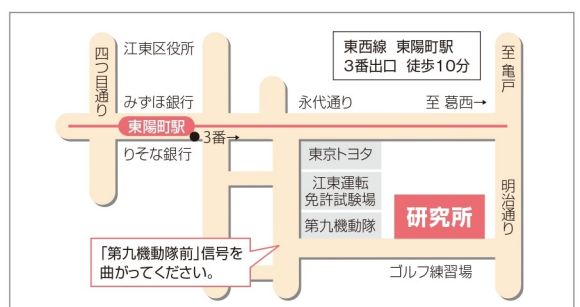 四つ目通り
江東区役所
東西線 東陽町駅
3番出口 徒歩10分
至 亀戸
みずほ銀行
永代通り
至 葛西→
東陽町駅
3番→
りそな銀行
東京トヨタ
江東運転
免許試験場
第九機動隊
研究所
明治通り
「第九機動隊前」信号を
曲がってください。
ゴルフ練習場